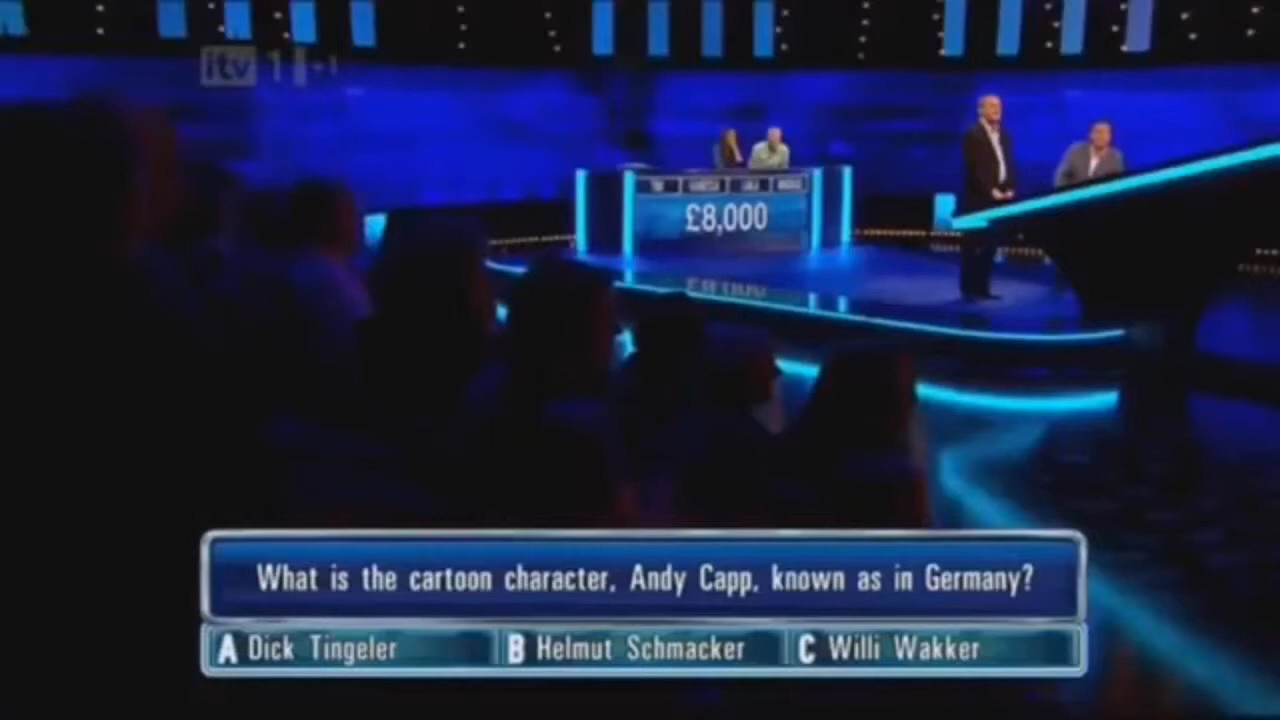 itv 1 +1
£8,000
What is the cartoon character, Andy Capp, known as in Germany?
A Dick Tingeler
B Helmut Schmacker
C Willi Wakker